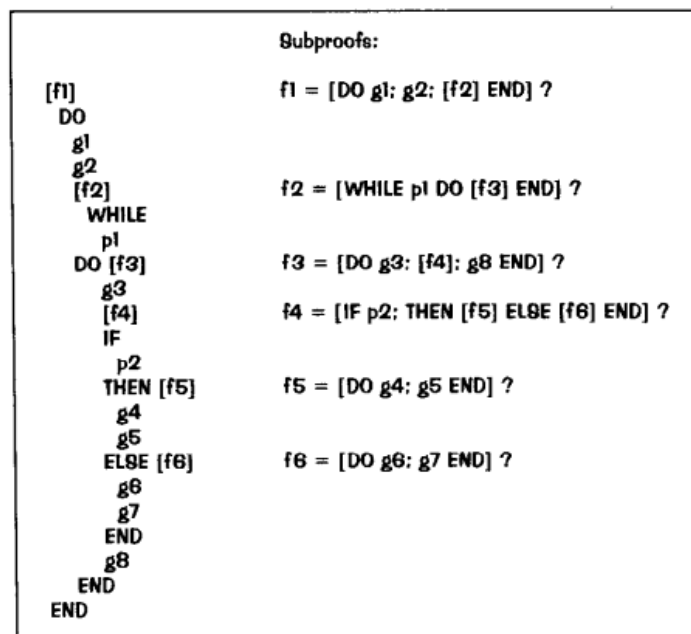 Subproofs:
[f1] f1 = [DO g1; g2; [f2] END] ?
DO
g1
g2
[f2] f2 = [WHILE p1 DO [f3] END] ?
WHILE
p1
DO [f3] f3 = [DO g3; [f4]; g8 END] ?
g3
[f4] f4 = [IF p2; THEN [f5] ELSE [f6] END] ?
IF
p2
THEN [f5] f5 = [DO g4; g5 END] ?
g4
g5
ELSE [f6] f6 = [DO g6; g7 END] ?
g6
g7
END
g8
END
END